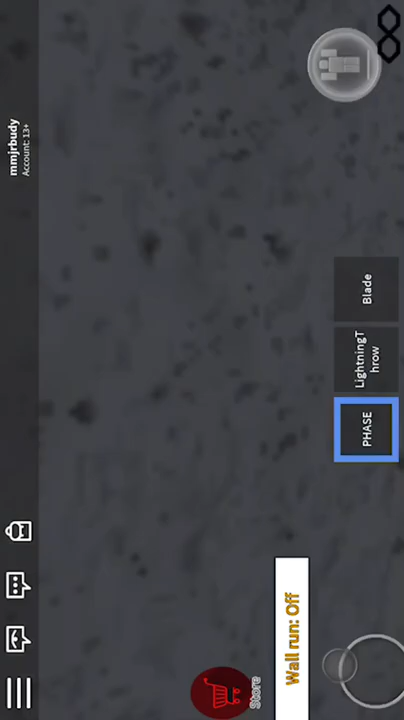 mmjrbudy
Account: 13+
Store
Wall run: Off
PHASE
LightningT
hrow
Blade